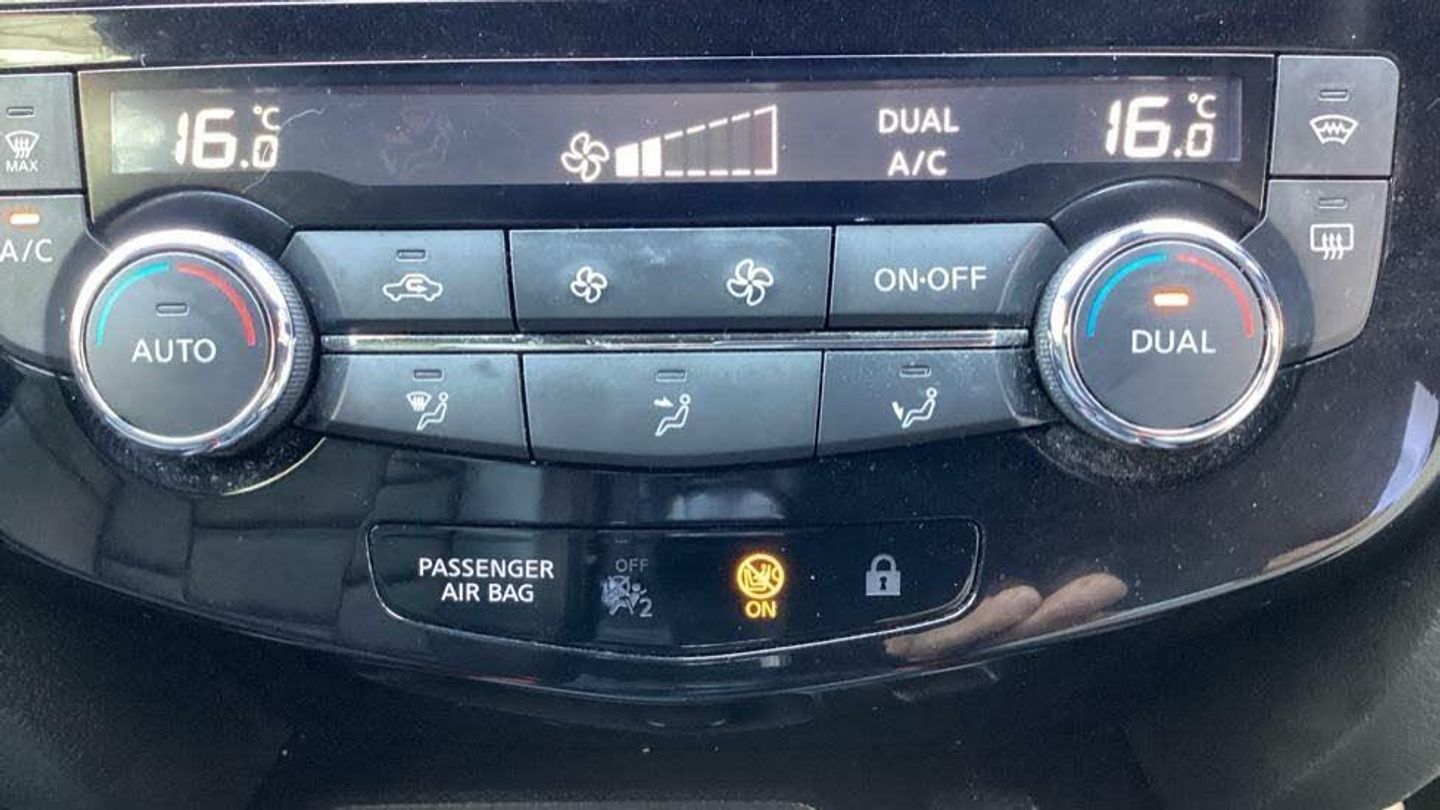 16.0 °C
DUAL
A/C
16.0 °C
MAX
A/C
ON•OFF
AUTO
DUAL
PASSENGER
AIR BAG
OFF
2
ON